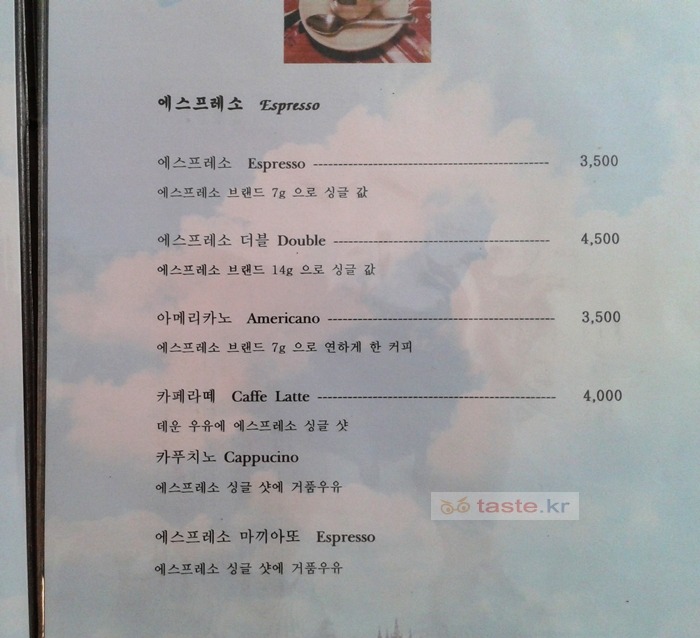 에스프레소 Espresso
에스프레소 Espresso 3,500
에스프레소 브랜드 7g 으로 싱글 값
에스프레소 더블 Double 4,500
에스프레소 브랜드 14g 으로 싱글 값
아메리카노 Americano 3,500
에스프레소 브랜드 7g 으로 연하게 한 커피
카페라떼 Caffe Latte 4,000
데운 우유에 에스프레소 싱글 샷
카푸치노 Cappucino
에스프레소 싱글 샷에 거품우유
taste.kr
에스프레소 마끼아또 Espresso
에스프레소 싱글 샷에 거품우유